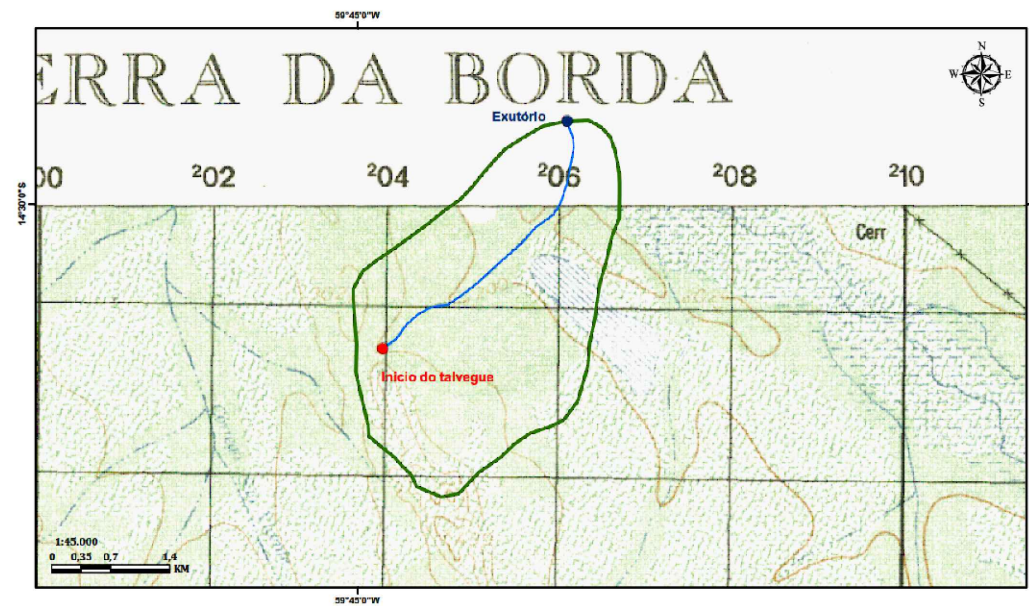 59°45'0"W
ERRA DA BORDA
N
W E
S
Exutório
00 ²02 ²04 ²06 ²08 ²10
14°30'0"S
Cerr
Início do talvegue
1:45.000
0 0,35 0,7 1,4
KM
59°45'0"W